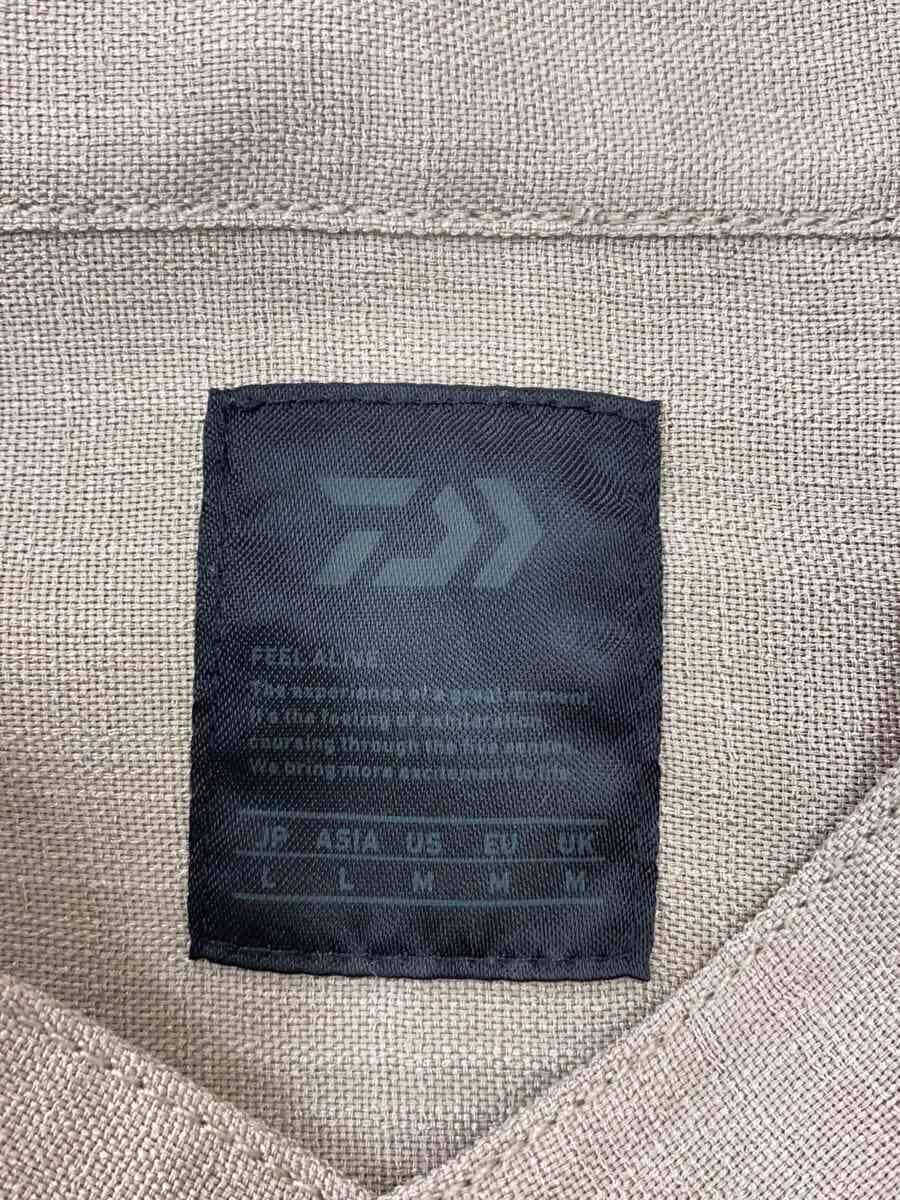 FEEL ALIVE
The experience of a great moment
It's the feeling of exhilaration
coursing through the five senses.
We bring more excitement to life.
JP ASIA US EU UK
L L M M M